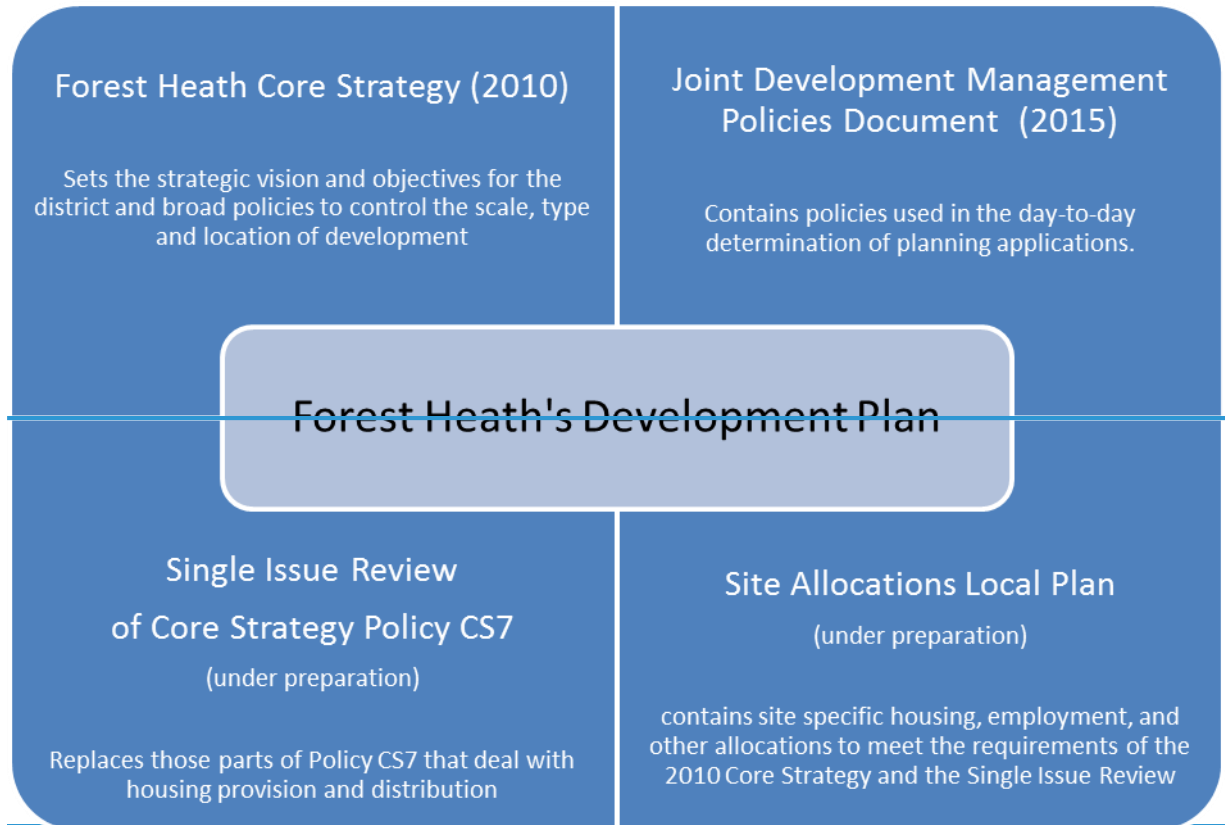 Forest Heath Core Strategy (2010)
Sets the strategic vision and objectives for the
district and broad policies to control the scale, type
and location of development
Joint Development Management
Policies Document (2015)
Contains policies used in the day-to-day
determination of planning applications.
Forest Heath's Development Plan
Single Issue Review
of Core Strategy Policy CS7
(under preparation)
Replaces those parts of Policy CS7 that deal with
housing provision and distribution
Site Allocations Local Plan
(under preparation)
contains site specific housing, employment, and
other allocations to meet the requirements of the
2010 Core Strategy and the Single Issue Review